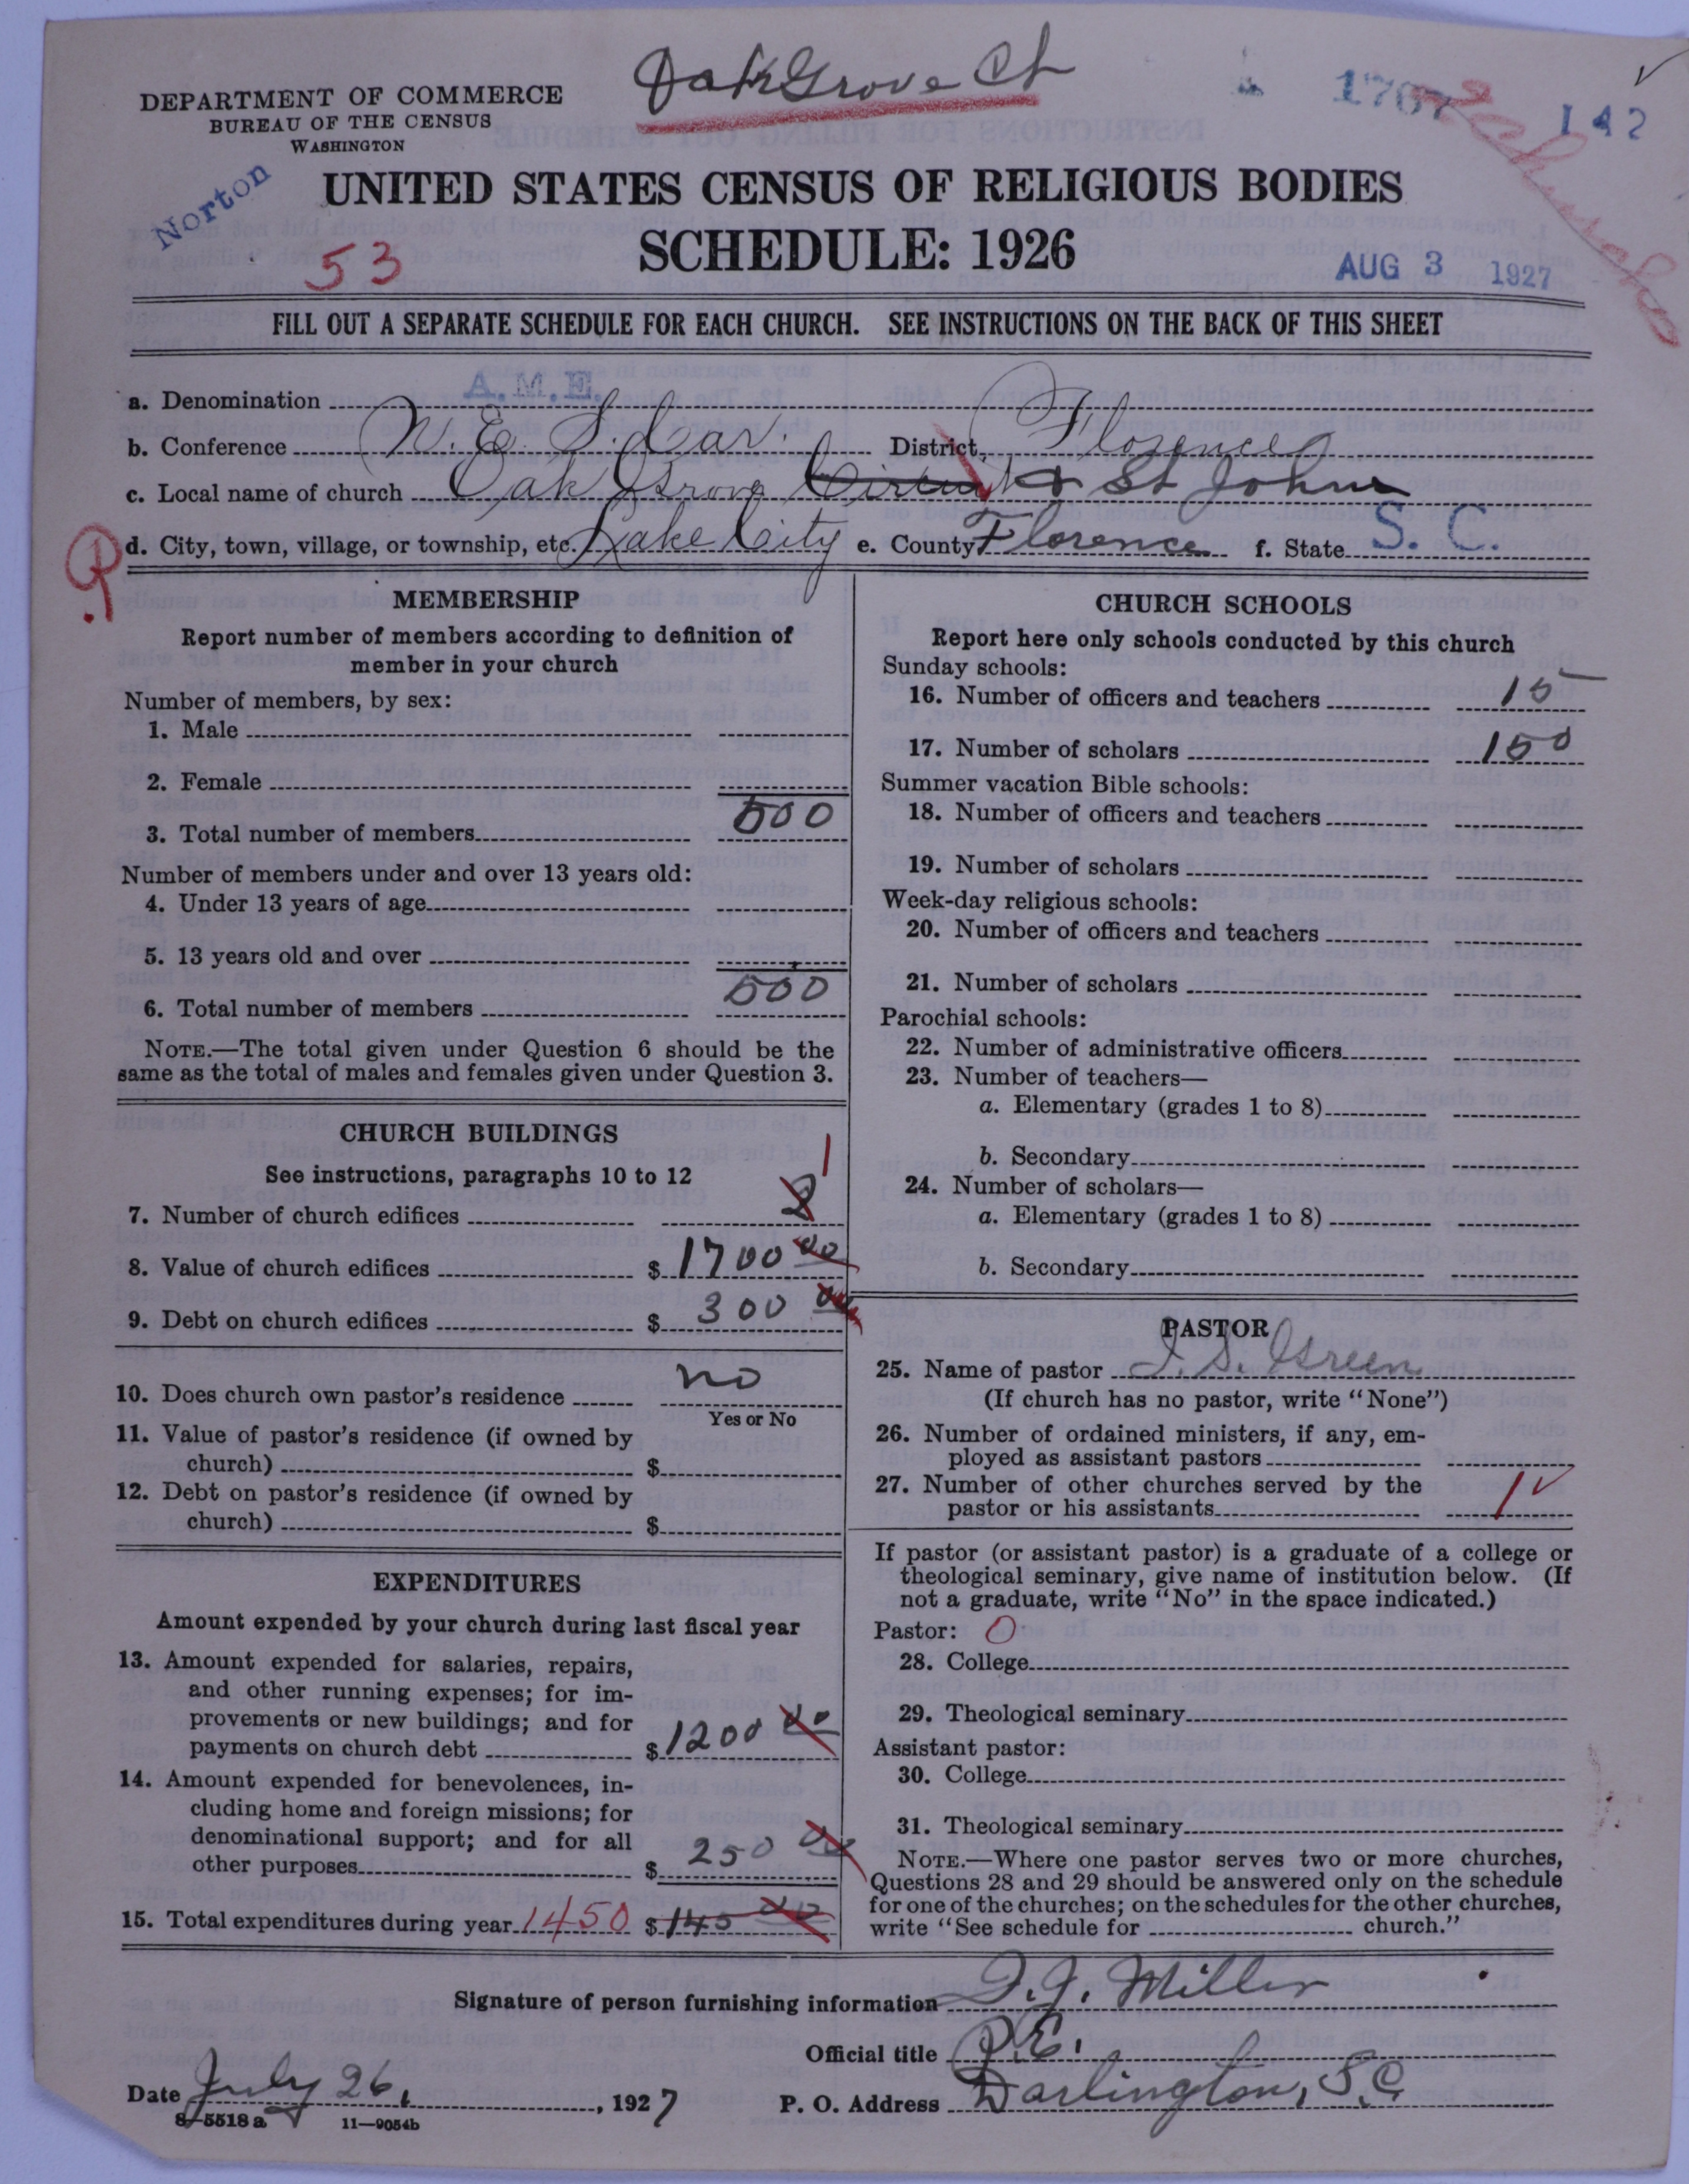 Oak Grove Ch
DEPARTMENT OF COMMERCE
BUREAU OF THE CENSUS
WASHINGTON
1767
142
2 Churches
Norton
UNITED STATES CENSUS OF RELIGIOUS BODIES
SCHEDULE: 1926
53
AUG 3 1927
FILL OUT A SEPARATE SCHEDULE FOR EACH CHURCH. SEE INSTRUCTIONS ON THE BACK OF THIS SHEET
a. Denomination A.M.E.
b. Conference N.E. S. Car. District Florence
c. Local name of church Oak Grove Circuit & St Johns
d. City, town, village, or township, etc. Lake City e. County Florence f. State S. C.
MEMBERSHIP
Report number of members according to definition of
member in your church
Number of members, by sex:
1. Male
2. Female
3. Total number of members 500
Number of members under and over 13 years old:
4. Under 13 years of age
5. 13 years old and over
6. Total number of members 500
NOTE.—The total given under Question 6 should be the
same as the total of males and females given under Question 3.
CHURCH BUILDINGS
See instructions, paragraphs 10 to 12
7. Number of church edifices 2 1
8. Value of church edifices $ 1700 00
9. Debt on church edifices $ 300 00
10. Does church own pastor's residence no
Yes or No
11. Value of pastor's residence (if owned by
church) $
12. Debt on pastor's residence (if owned by
church) $
EXPENDITURES
Amount expended by your church during last fiscal year
13. Amount expended for salaries, repairs,
and other running expenses; for im-
provements or new buildings; and for
payments on church debt $ 1200 00
14. Amount expended for benevolences, in-
cluding home and foreign missions; for
denominational support; and for all
other purposes $ 250 00
15. Total expenditures during year 1450 $ 145 00
CHURCH SCHOOLS
Report here only schools conducted by this church
Sunday schools:
16. Number of officers and teachers 15
17. Number of scholars 150
Summer vacation Bible schools:
18. Number of officers and teachers
19. Number of scholars
Week-day religious schools:
20. Number of officers and teachers
21. Number of scholars
Parochial schools:
22. Number of administrative officers
23. Number of teachers—
a. Elementary (grades 1 to 8)
b. Secondary
24. Number of scholars—
a. Elementary (grades 1 to 8)
b. Secondary
PASTOR
25. Name of pastor I. S. Green
(If church has no pastor, write "None")
26. Number of ordained ministers, if any, em-
ployed as assistant pastors
27. Number of other churches served by the
pastor or his assistants 1
If pastor (or assistant pastor) is a graduate of a college or
theological seminary, give name of institution below. (If
not a graduate, write "No" in the space indicated.)
Pastor: 0
28. College
29. Theological seminary
Assistant pastor:
30. College
31. Theological seminary
NOTE.—Where one pastor serves two or more churches,
Questions 28 and 29 should be answered only on the schedule
for one of the churches; on the schedules for the other churches,
write "See schedule for church."
Signature of person furnishing information J. J. Miller
Official title P.E.
Date July 26, 1927 P. O. Address Darlington, S.C.
8-5518 a 11—9054b